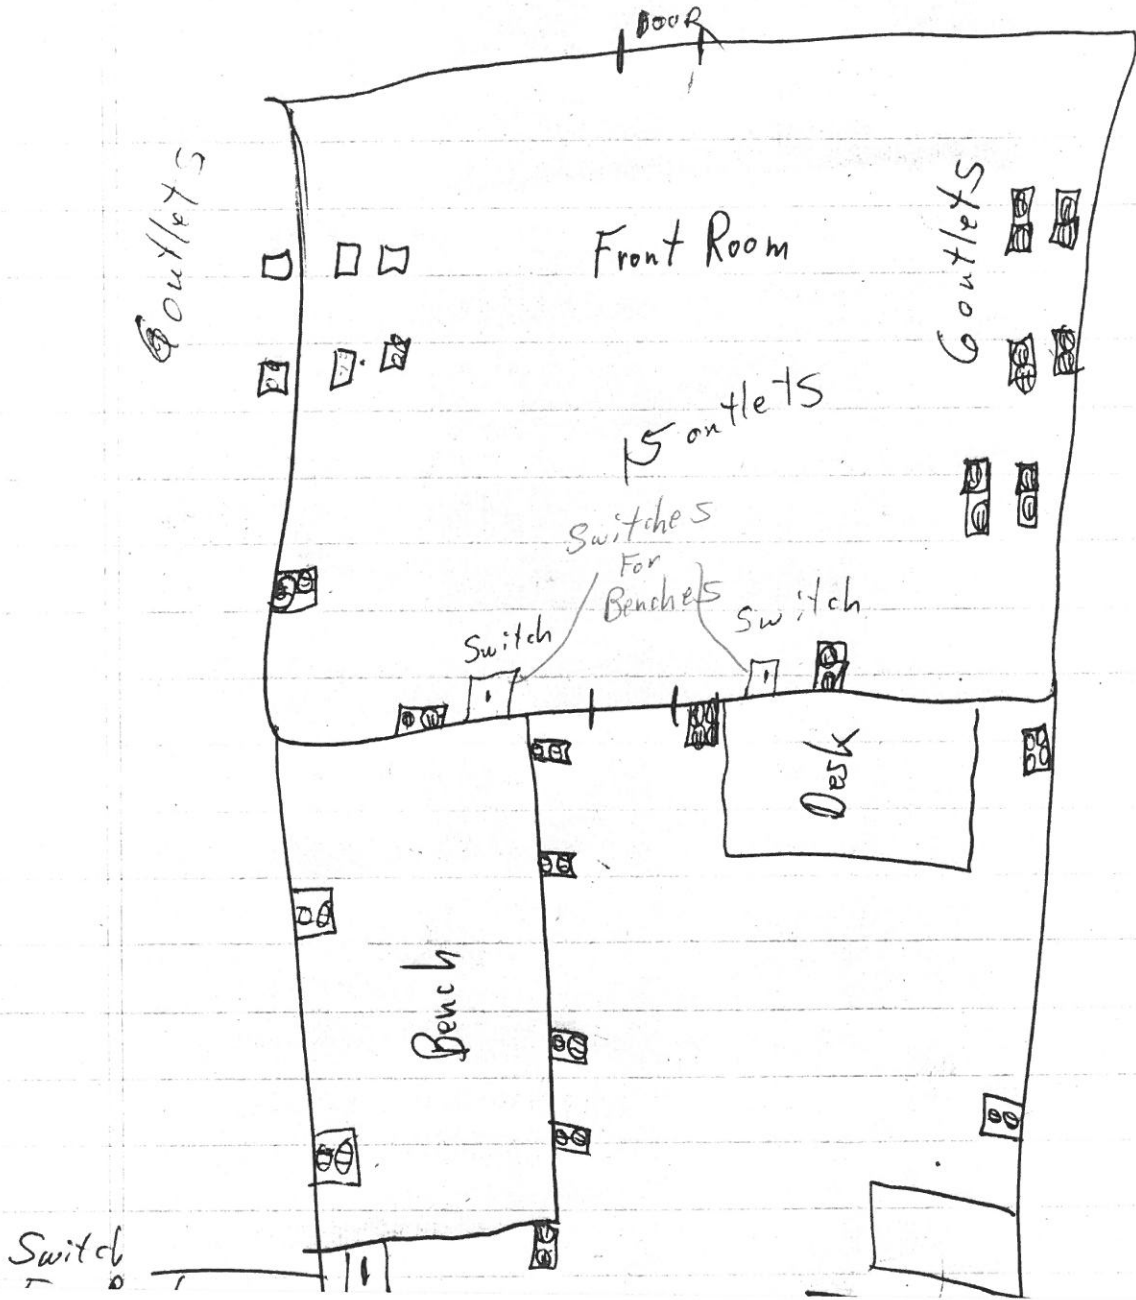 DOOR
6 outlets
Front Room
6 outlets
15 outlets
Switches
For
Benches
Switch
Switch
Desk
Bench
Switch